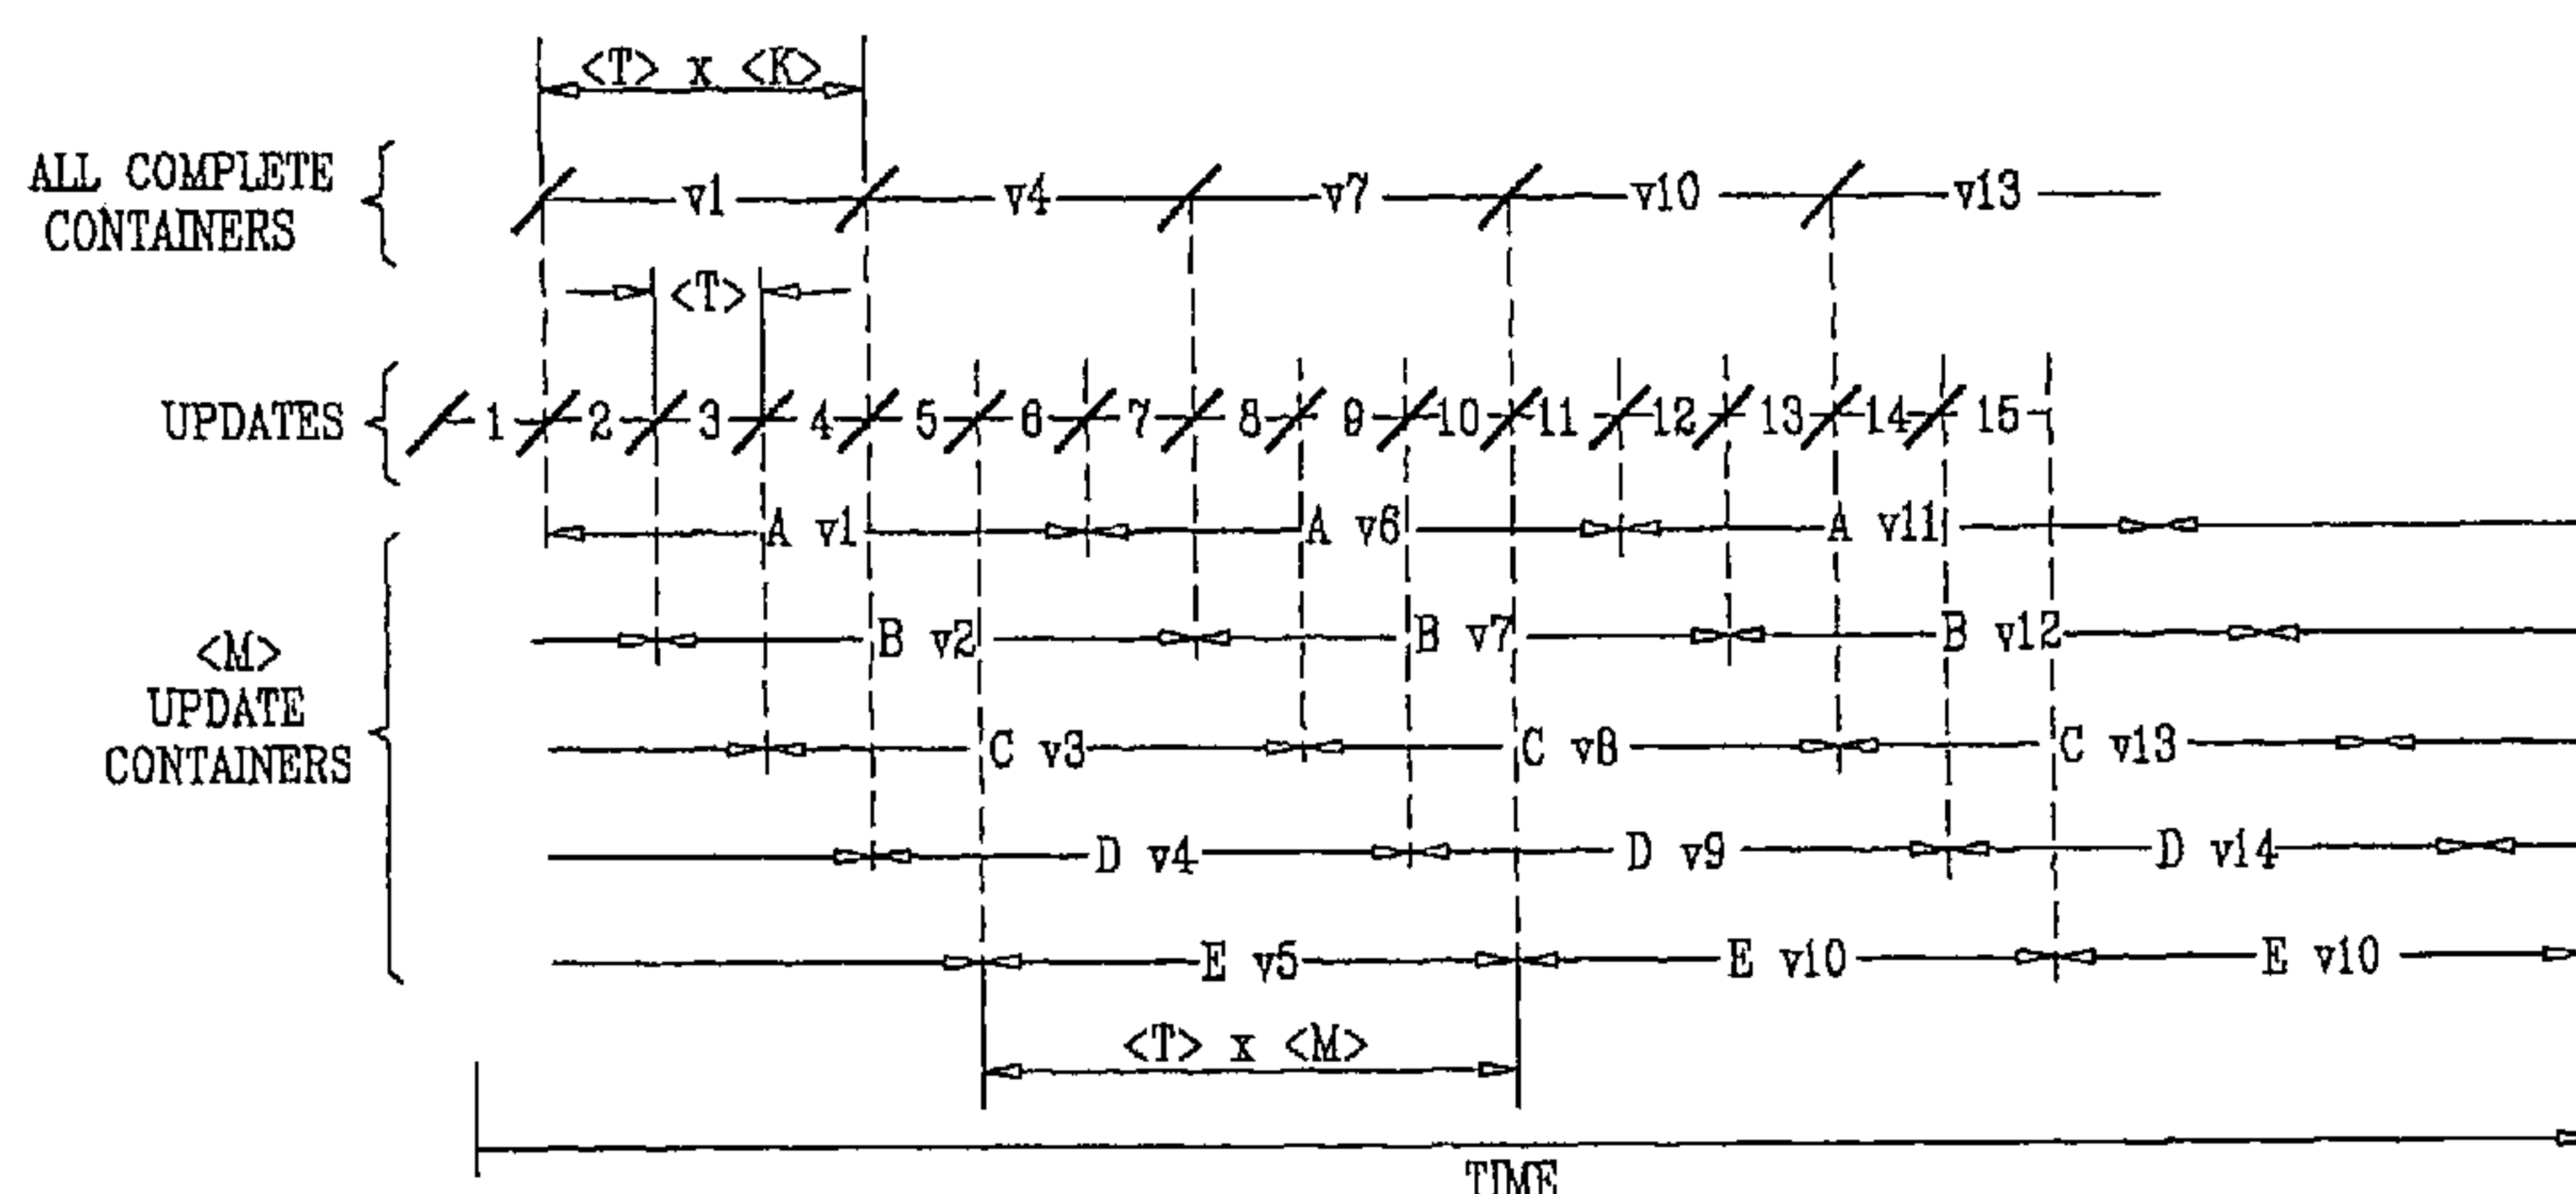 <T> x <K>
ALL COMPLETE
CONTAINERS
v1 v4 v7 v10 v13
<T>
UPDATES
1 2 3 4 5 6 7 8 9 10 11 12 13 14 15
A v1 A v6 A v11
B v2 B v7 B v12
<M>
UPDATE
CONTAINERS
C v3 C v8 C v13
D v4 D v9 D v14
E v5 E v10 E v10
<T> x <M>
TIME